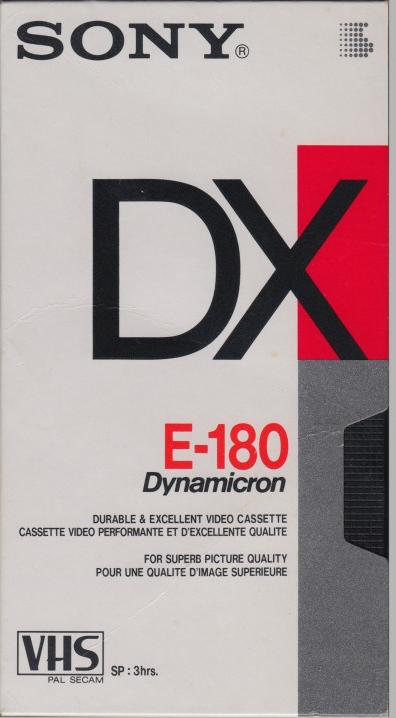 SONY®
DX
E-180
Dynamicron
DURABLE & EXCELLENT VIDEO CASSETTE
CASSETTE VIDEO PERFORMANTE ET D'EXCELLENTE QUALITE
FOR SUPERB PICTURE QUALITY
POUR UNE QUALITE D'IMAGE SUPERIEURE
VHS
PAL SECAM
SP : 3hrs.